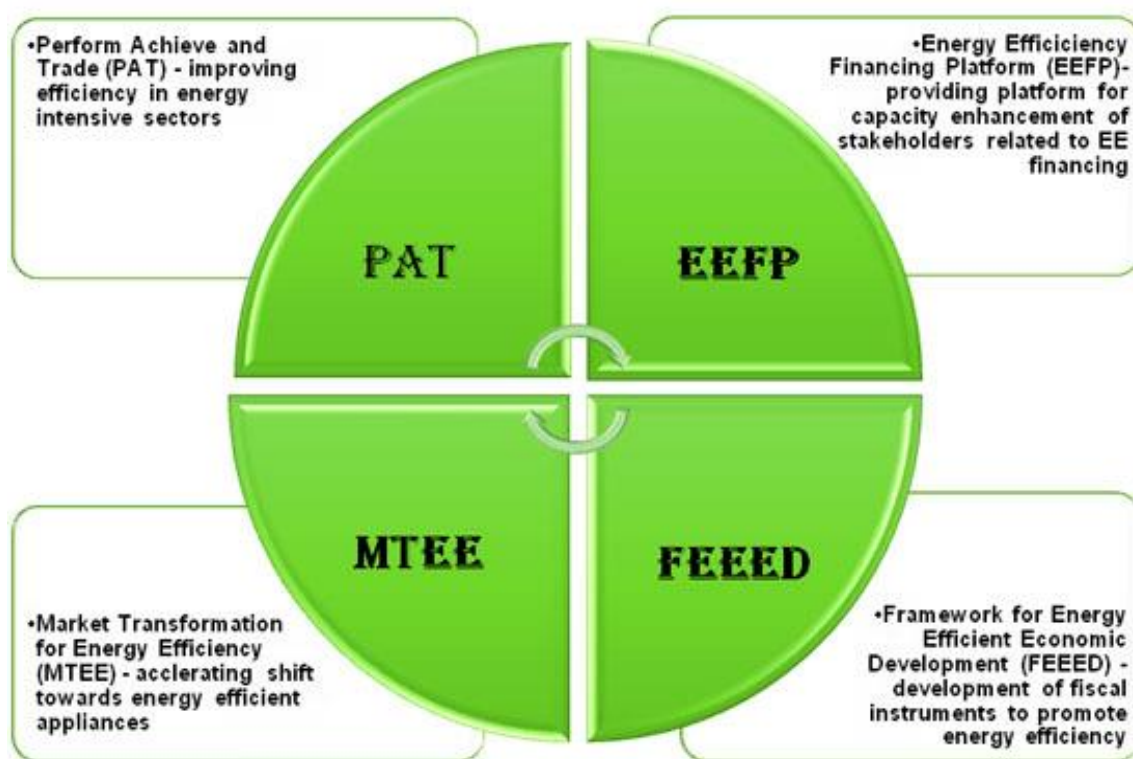 •Perform Achieve and
Trade (PAT) - improving
efficiency in energy
intensive sectors
•Energy Efficiciency
Financing Platform (EEFP)-
providing platform for
capacity enhancement of
stakeholders related to EE
financing
PAT
EEFP
MTEE
FEEED
•Market Transformation
for Energy Efficiency
(MTEE) - acclerating shift
towards energy efficient
appliances
•Framework for Energy
Efficient Economic
Development (FEEED) -
development of fiscal
instruments to promote
energy efficiency